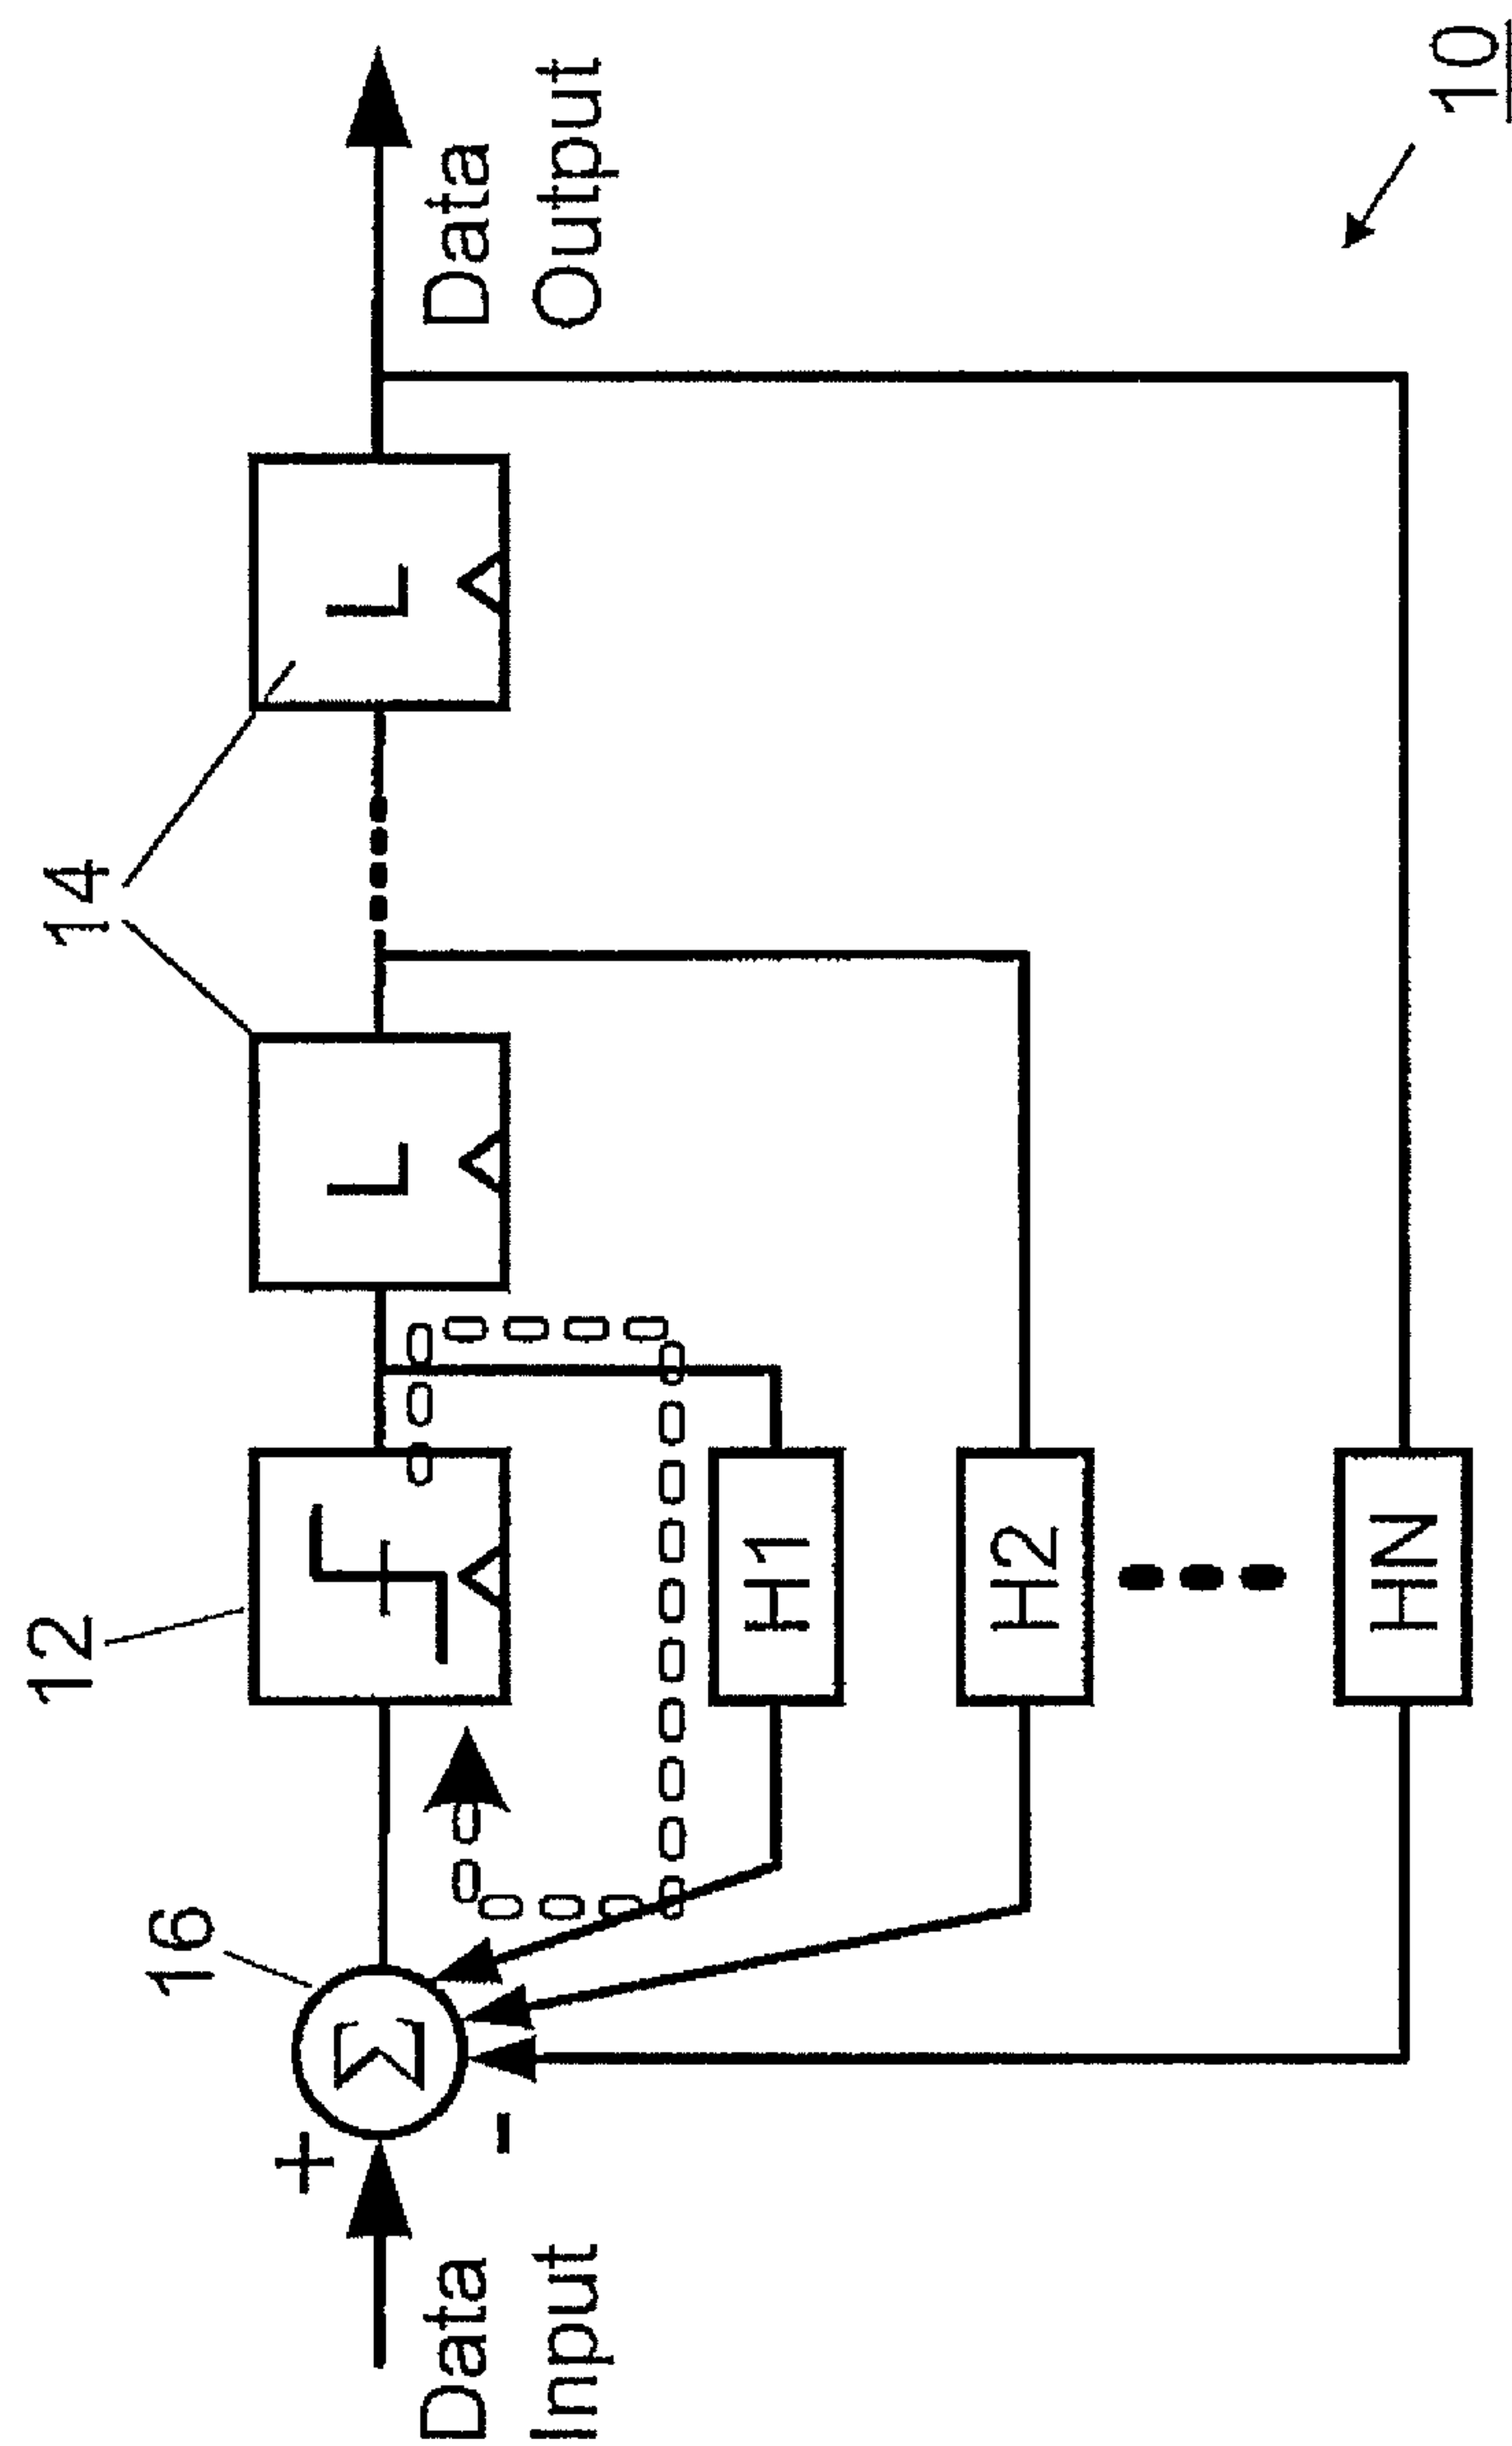 Data
Input
+
-
Σ
16
12
14
L
L
H1
H2
HN
Data
Output
10